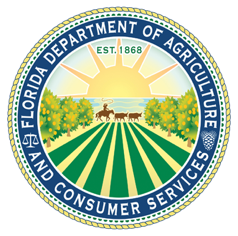 FLORIDA DEPARTMENT OF AGRICULTURE
AND CONSUMER SERVICES
EST. 1868